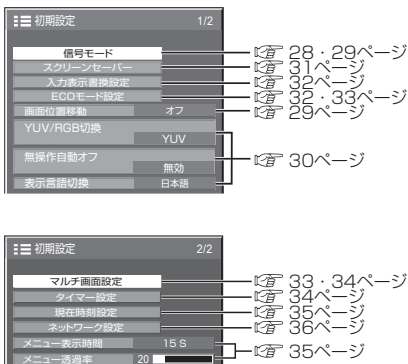 初期設定 1/2
信号モード 28・29ページ
スクリーンセーバー 31ページ
入力表示書換設定 32ページ
ECOモード設定 32・33ページ
画面位置移動 オフ 29ページ
YUV/RGB切換
YUV
無操作自動オフ 30ページ
無効
表示言語切換 日本語
初期設定 2/2
マルチ画面設定 33・34ページ
タイマー設定 34ページ
現在時刻設定 35ページ
ネットワーク設定 36ページ
メニュー表示時間 15 S
35ページ
メニュー透過率 20